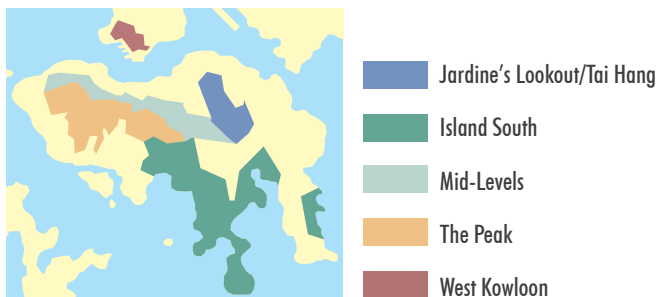 Jardine's Lookout/Tai Hang
Island South
Mid-Levels
The Peak
West Kowloon